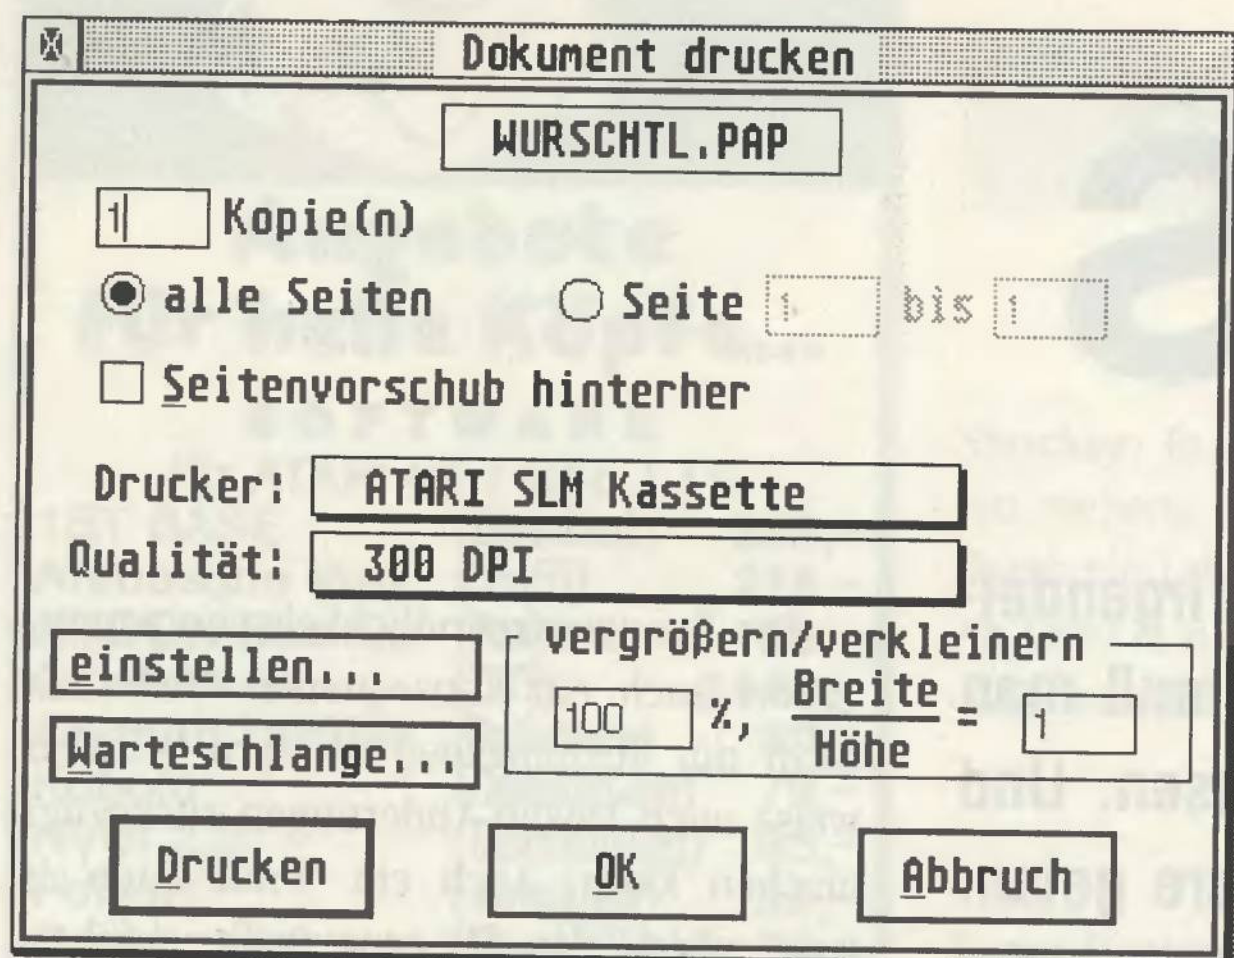 Dokument drucken
WURSCHTL.PAP
1 Kopie(n)
alle Seiten Seite 1 bis 1
Seitenvorschub hinterher
Drucker: ATARI SLM Kassette
Qualität: 300 DPI
einstellen...
Warteschlange...
vergrößern/verkleinern
100 %, Breite/Höhe = 1
Drucken OK Abbruch